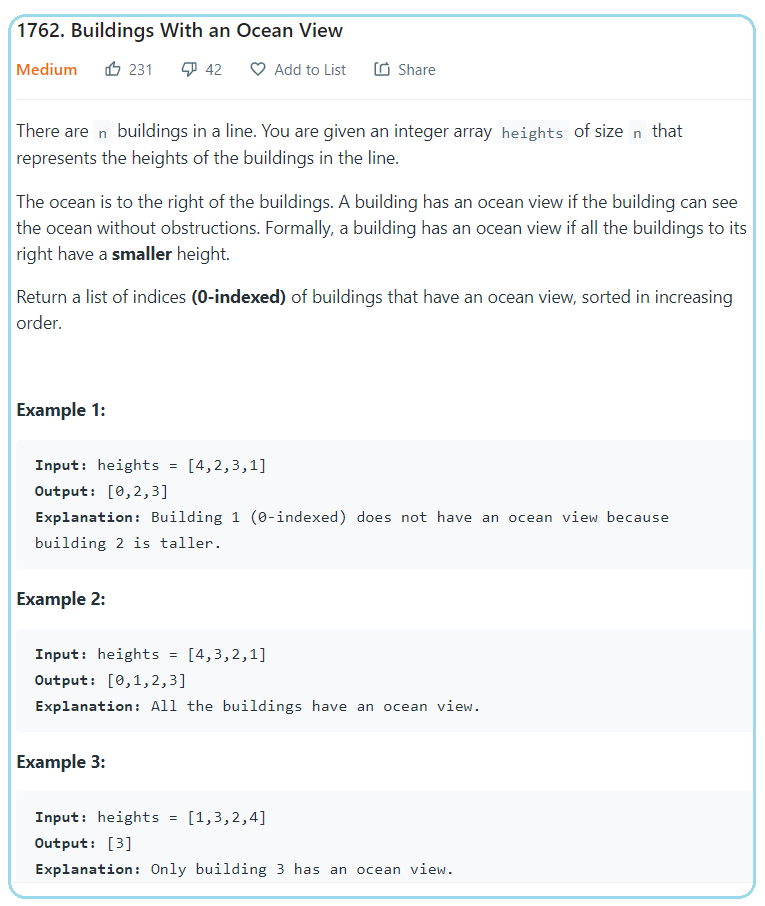 1762. Buildings With an Ocean View
Medium 231 42 Add to List Share
There are n buildings in a line. You are given an integer array heights of size n that
represents the heights of the buildings in the line.
The ocean is to the right of the buildings. A building has an ocean view if the building can see
the ocean without obstructions. Formally, a building has an ocean view if all the buildings to its
right have a smaller height.
Return a list of indices (0-indexed) of buildings that have an ocean view, sorted in increasing
order.
Example 1:
Input: heights = [4,2,3,1]
Output: [0,2,3]
Explanation: Building 1 (0-indexed) does not have an ocean view because
building 2 is taller.
Example 2:
Input: heights = [4,3,2,1]
Output: [0,1,2,3]
Explanation: All the buildings have an ocean view.
Example 3:
Input: heights = [1,3,2,4]
Output: [3]
Explanation: Only building 3 has an ocean view.